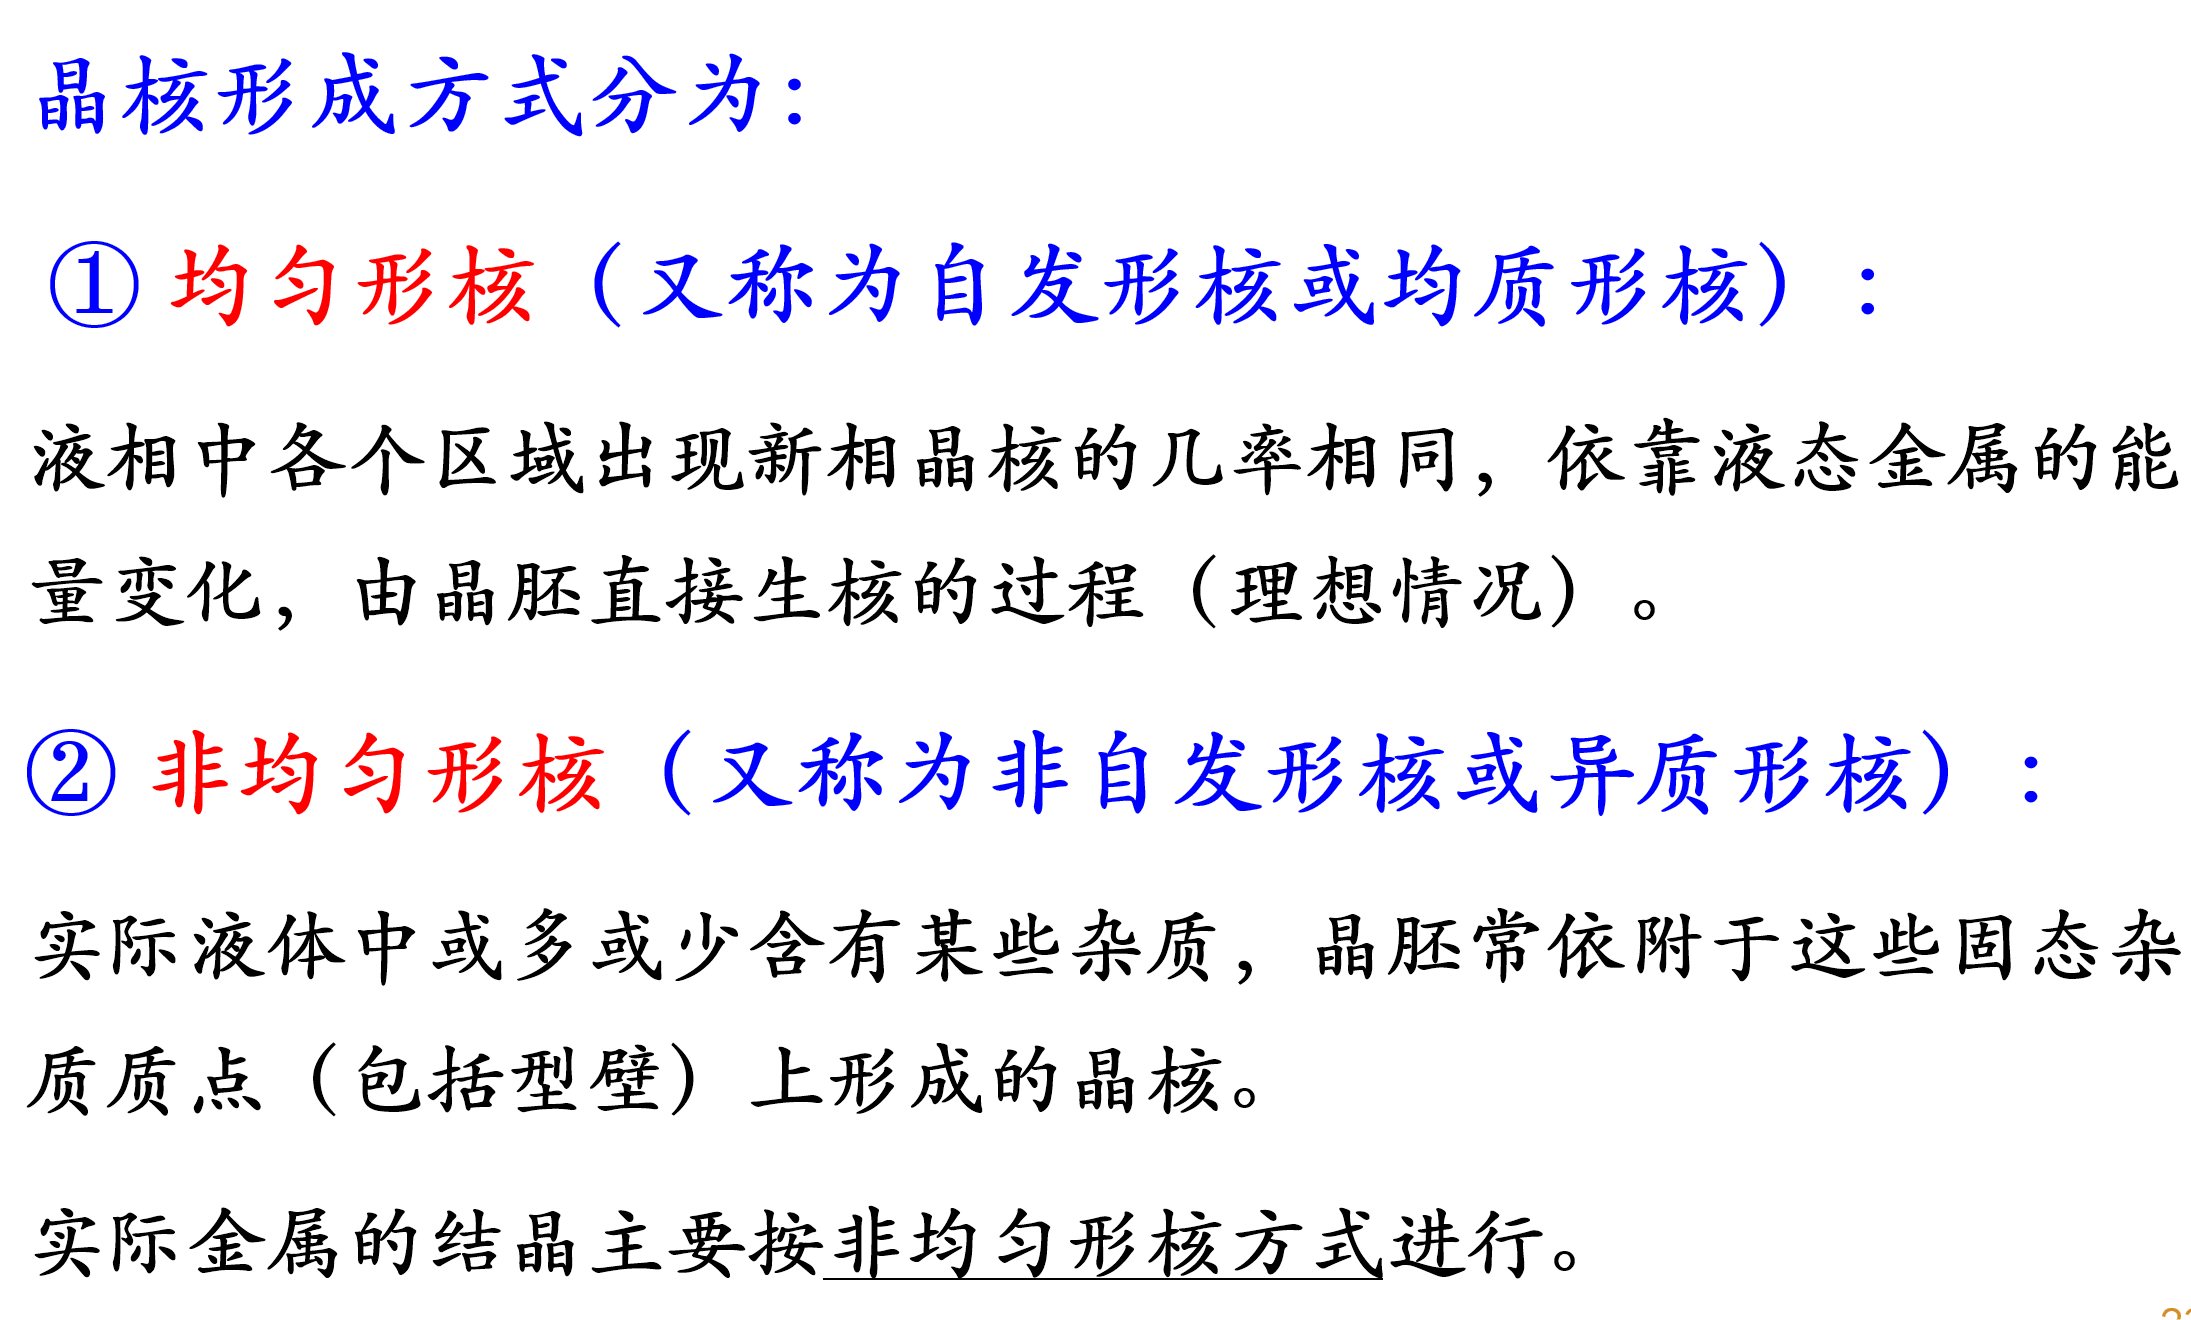 晶核形成方式分为：
① 均匀形核（又称为自发形核或均质形核）：
液相中各个区域出现新相晶核的几率相同，依靠液态金属的能
量变化，由晶胚直接生核的过程（理想情况）。
② 非均匀形核（又称为非自发形核或异质形核）：
实际液体中或多或少含有某些杂质，晶胚常依附于这些固态杂
质质点（包括型壁）上形成的晶核。
实际金属的结晶主要按非均匀形核方式进行。